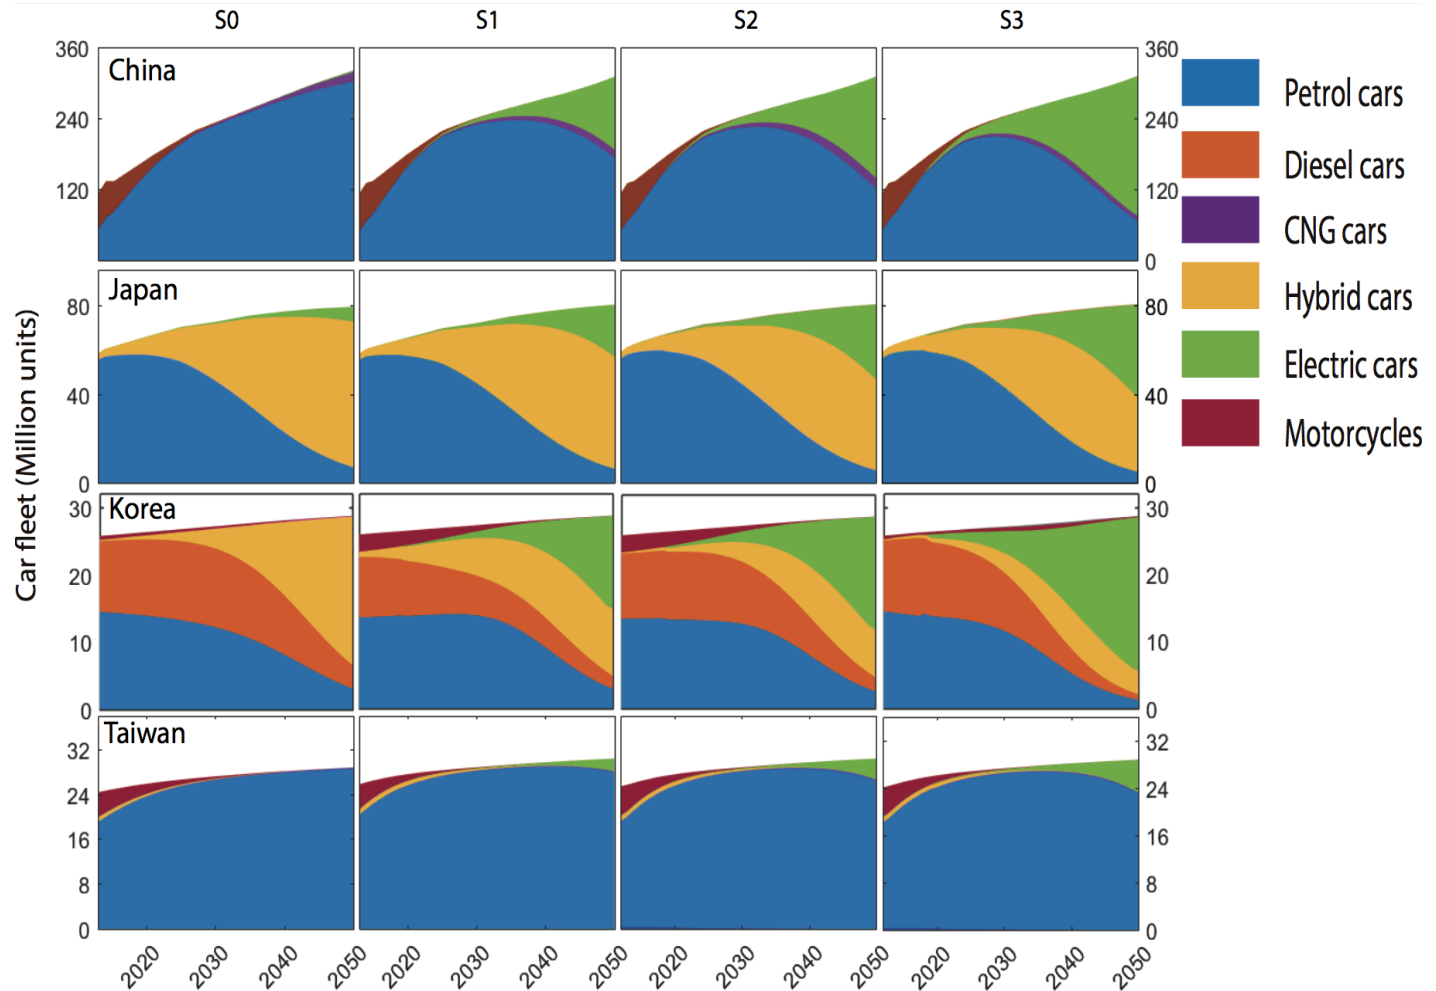 S0 S1 S2 S3
360 China 360
240 240
120 120
0
Petrol cars
Diesel cars
CNG cars
Hybrid cars
Electric cars
Motorcycles
Car fleet (Million units)
Japan
80 80
40 40
0 0
30 Korea 30
20 20
10 10
0 0
Taiwan
32 32
24 24
16 16
8 8
0 0
2020 2030 2040 2050 2020 2030 2040 2050 2020 2030 2040 2050 2020 2030 2040 2050